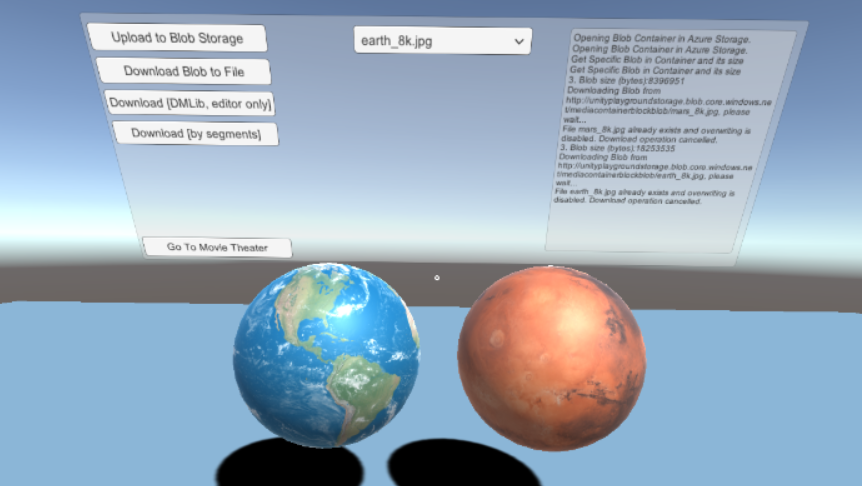 Upload to Blob Storage
Download Blob to File
Download [DMLib, editor only]
Download [by segments]
Go To Movie Theater
earth_8k.jpg
Opening Blob Container in Azure Storage.
Opening Blob Container in Azure Storage.
Get Specific Blob in Container and its size
Get Specific Blob in Container and its size
3. Blob size (bytes):8396951
Downloading Blob from
http://unityplaygroundstorage.blob.core.windows.ne
t/mediacontainerblockblob/mars_8k.jpg, please
wait...
File mars_8k.jpg already exists and overwriting is
disabled. Download operation cancelled.
3. Blob size (bytes):18253535
Downloading Blob from
http://unityplaygroundstorage.blob.core.windows.ne
t/mediacontainerblockblob/earth_8k.jpg, please
wait...
File earth_8k.jpg already exists and overwriting is
disabled. Download operation cancelled.